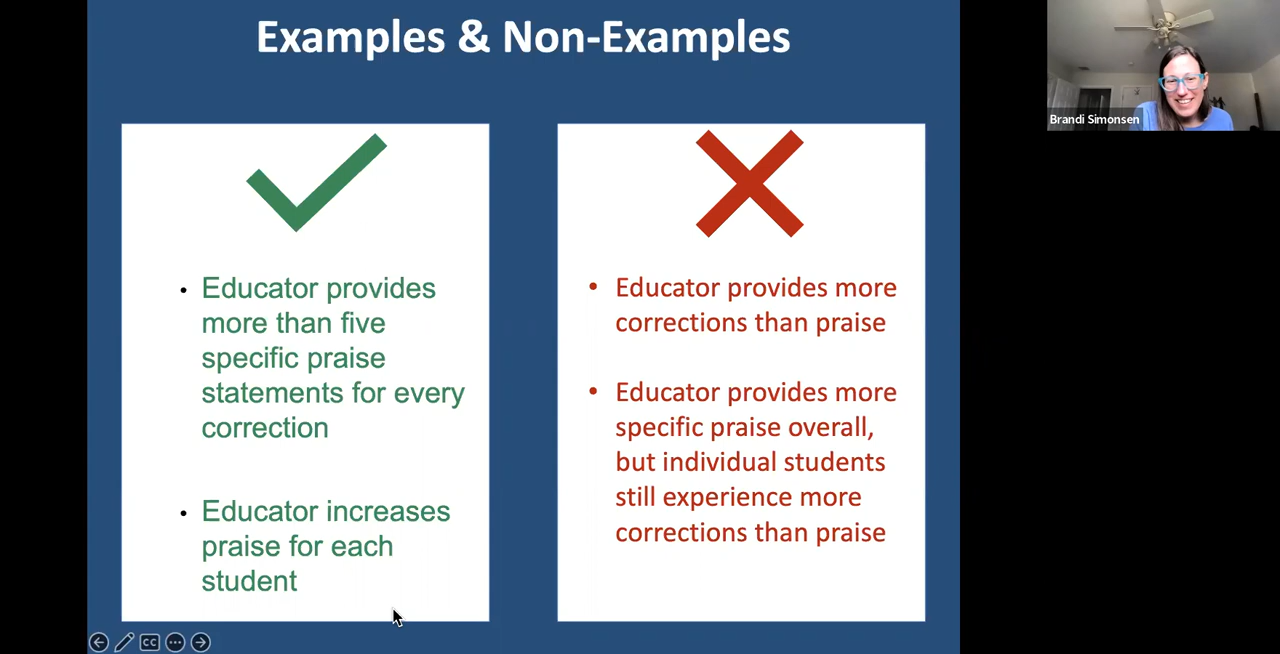 Examples & Non-Examples
Brandi Simonsen
• Educator provides
more than five
specific praise
statements for every
correction
• Educator increases
praise for each
student
• Educator provides more
corrections than praise
• Educator provides more
specific praise overall,
but individual students
still experience more
corrections than praise
CC